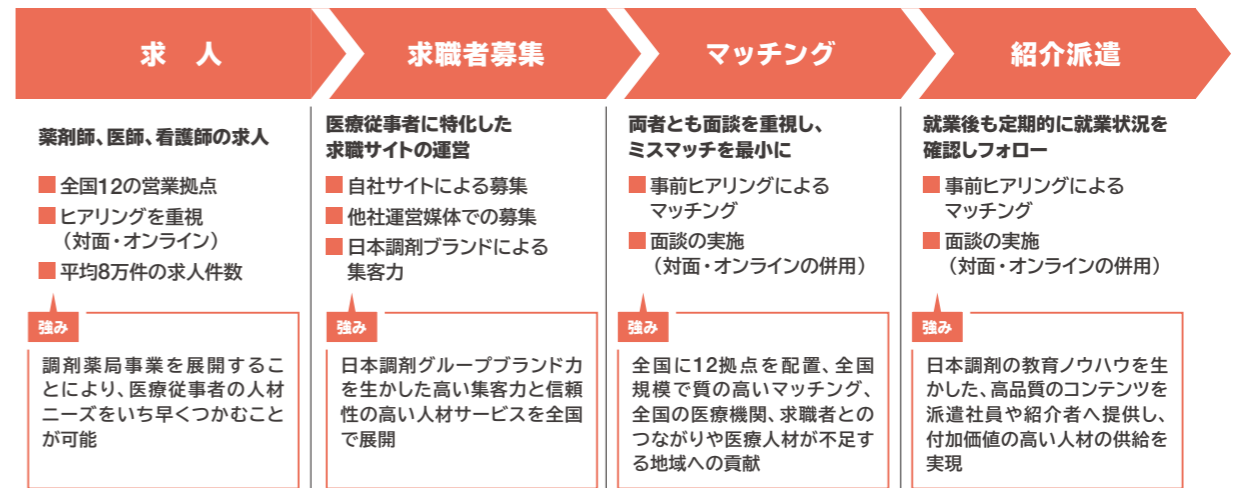 求　人
薬剤師、医師、看護師の求人
■全国12の営業拠点
■ヒアリングを重視
（対面・オンライン）
■平均8万件の求人件数
強み
調剤薬局事業を展開するこ
とにより、医療従事者の人材
ニーズをいち早くつかむこと
が可能
求職者募集
医療従事者に特化した
求職サイトの運営
■自社サイトによる募集
■他社運営媒体での募集
■日本調剤ブランドによる
集客力
強み
日本調剤グループブランド力
を生かした高い集客力と信頼
性の高い人材サービスを全国
で展開
マッチング
両者とも面談を重視し、
ミスマッチを最小に
■事前ヒアリングによる
マッチング
■面談の実施
（対面・オンラインの併用）
強み
全国に12拠点を配置、全国
規模で質の高いマッチング、
全国の医療機関、求職者との
つながりや医療人材が不足す
る地域への貢献
紹介派遣
就業後も定期的に就業状況を
確認しフォロー
■事前ヒアリングによる
マッチング
■面談の実施
（対面・オンラインの併用）
強み
日本調剤の教育ノウハウを生
かした、高品質のコンテンツを
派遣社員や紹介者へ提供し、
付加価値の高い人材の供給を
実現